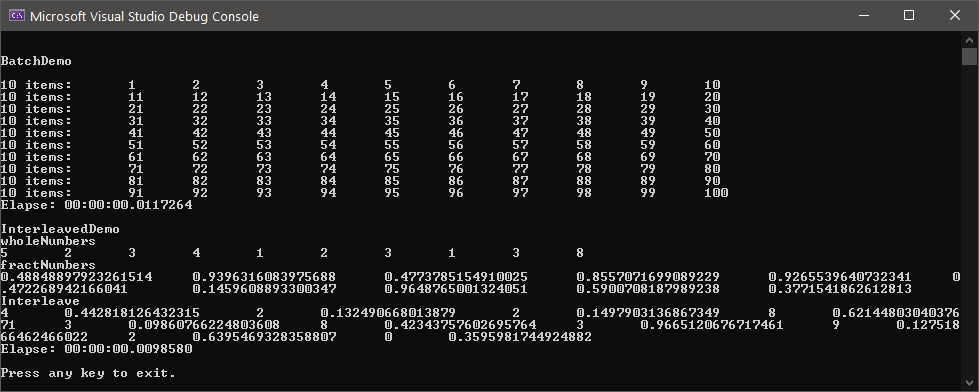 Microsoft Visual Studio Debug Console
BatchDemo
10 items: 1 2 3 4 5 6 7 8 9 10
10 items: 11 12 13 14 15 16 17 18 19 20
10 items: 21 22 23 24 25 26 27 28 29 30
10 items: 31 32 33 34 35 36 37 38 39 40
10 items: 41 42 43 44 45 46 47 48 49 50
10 items: 51 52 53 54 55 56 57 58 59 60
10 items: 61 62 63 64 65 66 67 68 69 70
10 items: 71 72 73 74 75 76 77 78 79 80
10 items: 81 82 83 84 85 86 87 88 89 90
10 items: 91 92 93 94 95 96 97 98 99 100
Elapse: 00:00:00.0117264
InterleavedDemo
wholeNumbers
5 2 3 4 1 2 3 1 3 8
fractNumbers
0.48848897923261514 0.9396316083975688 0.4773785154910025 0.8557071699089229 0.9265539640732341 0
.472268942166041 0.1459608893300347 0.9648765001324051 0.5900708187989238 0.3771541862612813
Interleave
4 0.442818126432315 2 0.132490668013879 2 0.1497903136867349 8 0.62144803040376
71 3 0.09860766224803608 8 0.42343757602695764 3 0.9665120676717461 9 0.127518
66462466022 2 0.6395469328358807 0 0.3595981744924882
Elapse: 00:00:00.0098580
Press any key to exit.